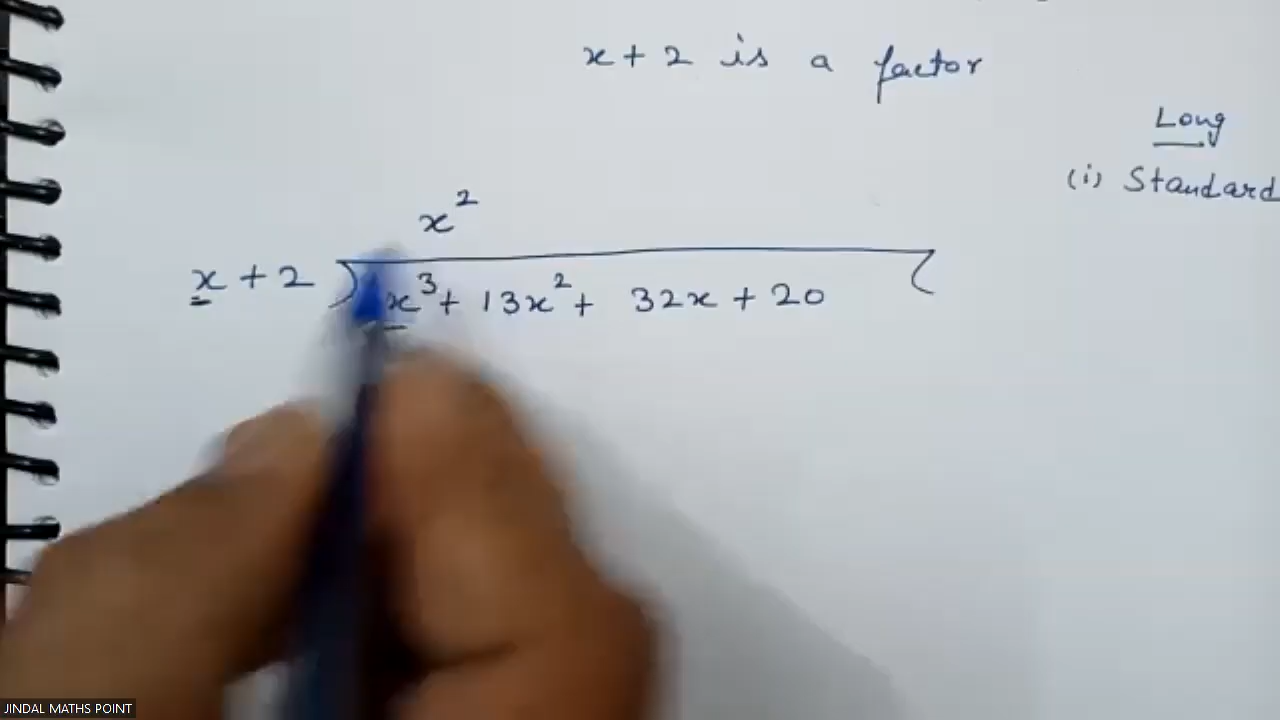 x + 2 is a factor
Long
(i) Standard
x²
x + 2 ) x³ + 13x² + 32x + 20 (
JINDAL MATHS POINT